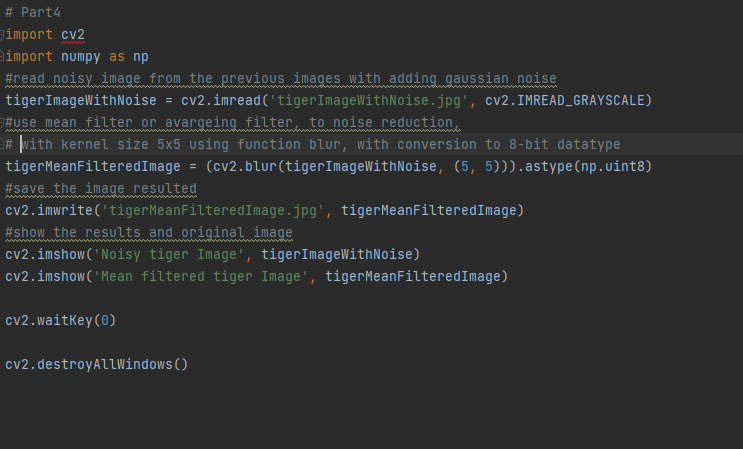 # Part4
import cv2
import numpy as np
#read noisy image from the previous images with adding gaussian noise
tigerImageWithNoise = cv2.imread('tigerImageWithNoise.jpg', cv2.IMREAD_GRAYSCALE)
#use mean filter or avargeing filter, to noise reduction,
# with kernel size 5x5 using function blur, with conversion to 8-bit datatype
tigerMeanFilteredImage = (cv2.blur(tigerImageWithNoise, (5, 5))).astype(np.uint8)
#save the image resulted
cv2.imwrite('tigerMeanFilteredImage.jpg', tigerMeanFilteredImage)
#show the results and original image
cv2.imshow('Noisy tiger Image', tigerImageWithNoise)
cv2.imshow('Mean filtered tiger Image', tigerMeanFilteredImage)
cv2.waitKey(0)
cv2.destroyAllWindows()